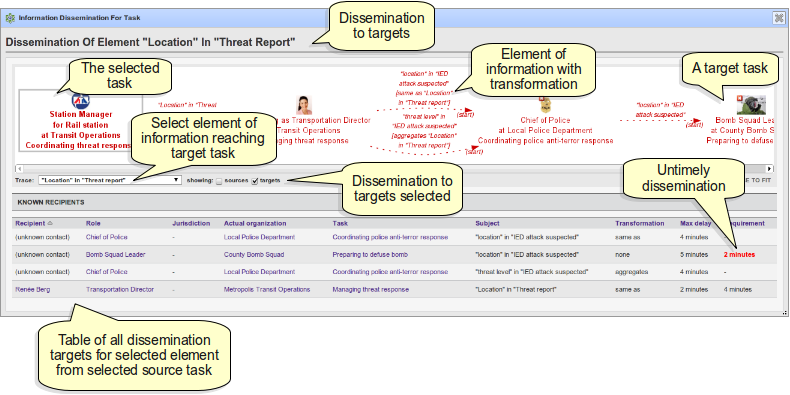 Information Dissemination For Task
Dissemination Of Element "Location" In "Threat Report"
Dissemination
to targets
The selected
task
Element of
information with
transformation
A target task
Station Manager
for Rail station
at Transit Operations
Coordinating threat response
"Location" in "Threat
Select element of
information reaching
target task
as Transportation Director
Transit Operations
aging threat response
"location" in "IED
attack suspected"
(same as "Location"
in "Threat report")
(start)
"threat level" in
"IED attack suspected"
(aggregates "Location"
in "Threat report")
(start)
Chief of Police
at Local Police Department
Coordinating police anti-terror response
"location" in "IED
attack suspected"
(start)
Bomb Squad Lea
at County Bomb S
Preparing to defuse
Trace: "Location" in "Threat report" showing: sources targets
E TO FIT
Dissemination to
targets selected
Untimely
dissemination
KNOWN RECIPIENTS
Recipient Role Jurisdiction Actual organization Task Subject Transformation Max delay equirement
(unknown contact) Chief of Police - Local Police Department Coordinating police anti-terror response "location" in "IED attack suspected" same as 4 minutes
(unknown contact) Bomb Squad Leader - County Bomb Squad Preparing to defuse bomb "location" in "IED attack suspected" none 5 minutes 2 minutes
(unknown contact) Chief of Police - Local Police Department Coordinating police anti-terror response "threat level" in "IED attack suspected" aggregates 4 minutes -
Renée Berg Transportation Director - Metropolis Transit Operations Managing threat response "Location" in "Threat report" same as 2 minutes 4 minutes
Table of all dissemination
targets for selected element
from selected source task